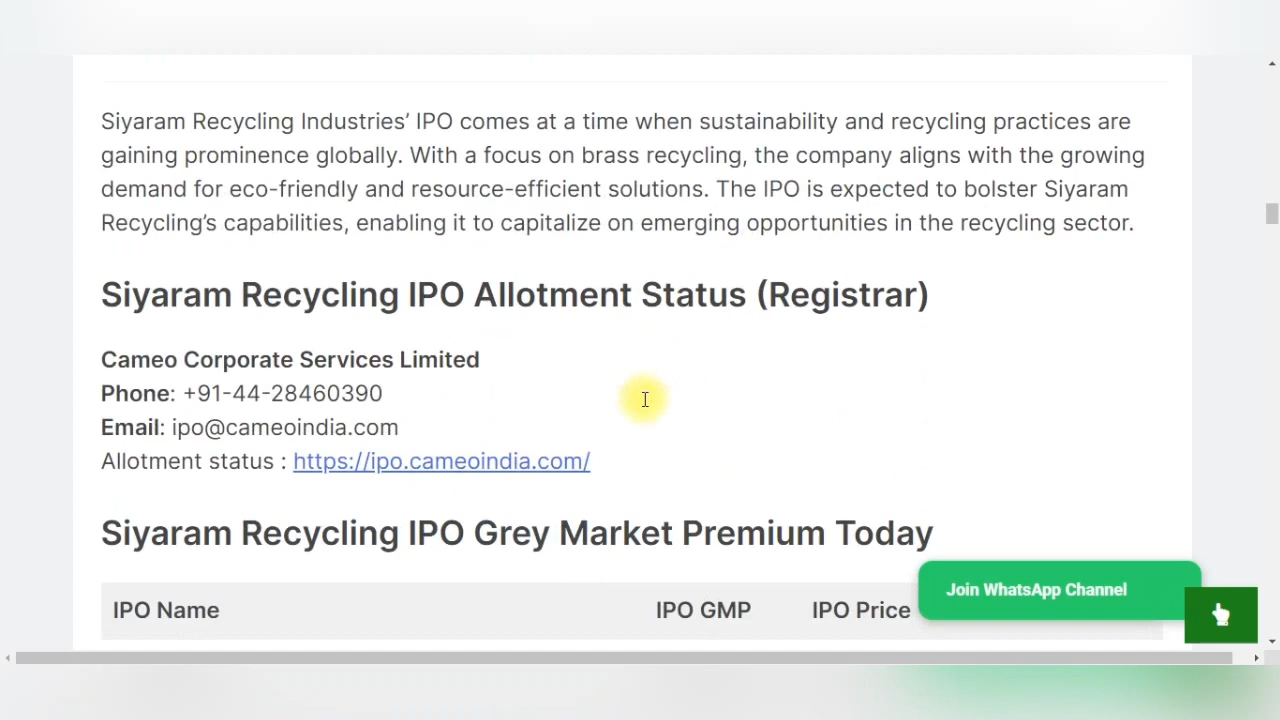 Siyaram Recycling Industries’ IPO comes at a time when sustainability and recycling practices are
gaining prominence globally. With a focus on brass recycling, the company aligns with the growing
demand for eco-friendly and resource-efficient solutions. The IPO is expected to bolster Siyaram
Recycling’s capabilities, enabling it to capitalize on emerging opportunities in the recycling sector.
Siyaram Recycling IPO Allotment Status (Registrar)
Cameo Corporate Services Limited
Phone: +91-44-28460390
Email: ipo@cameoindia.com
Allotment status : https://ipo.cameoindia.com/
Siyaram Recycling IPO Grey Market Premium Today
IPO Name IPO GMP IPO Price
Join WhatsApp Channel